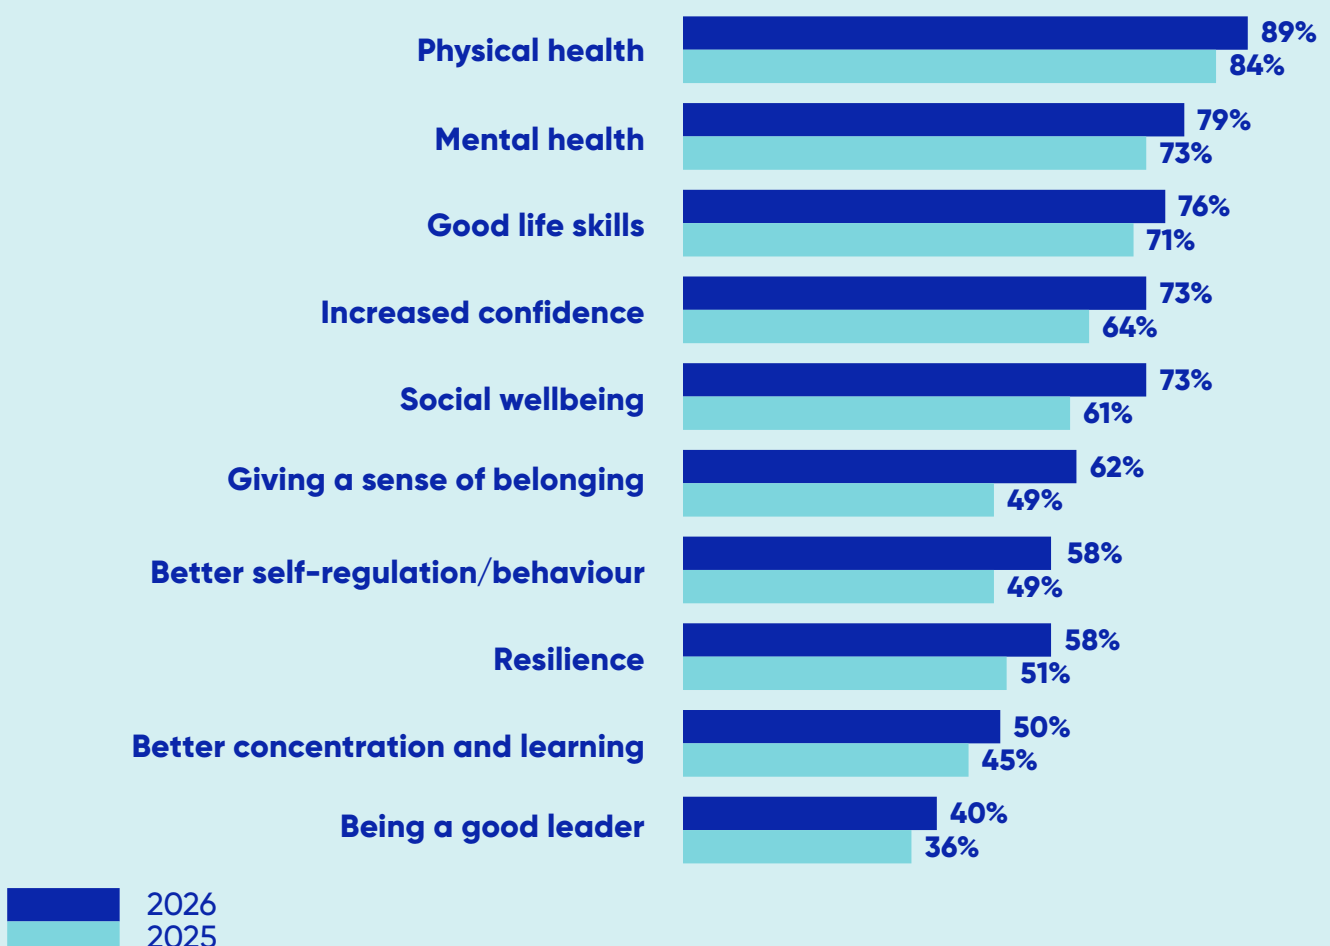 Physical health
89%
84%
Mental health
79%
73%
Good life skills
76%
71%
Increased confidence
73%
64%
Social wellbeing
73%
61%
Giving a sense of belonging
62%
49%
Better self-regulation/behaviour
58%
49%
Resilience
58%
51%
Better concentration and learning
50%
45%
Being a good leader
40%
36%
2026
2025